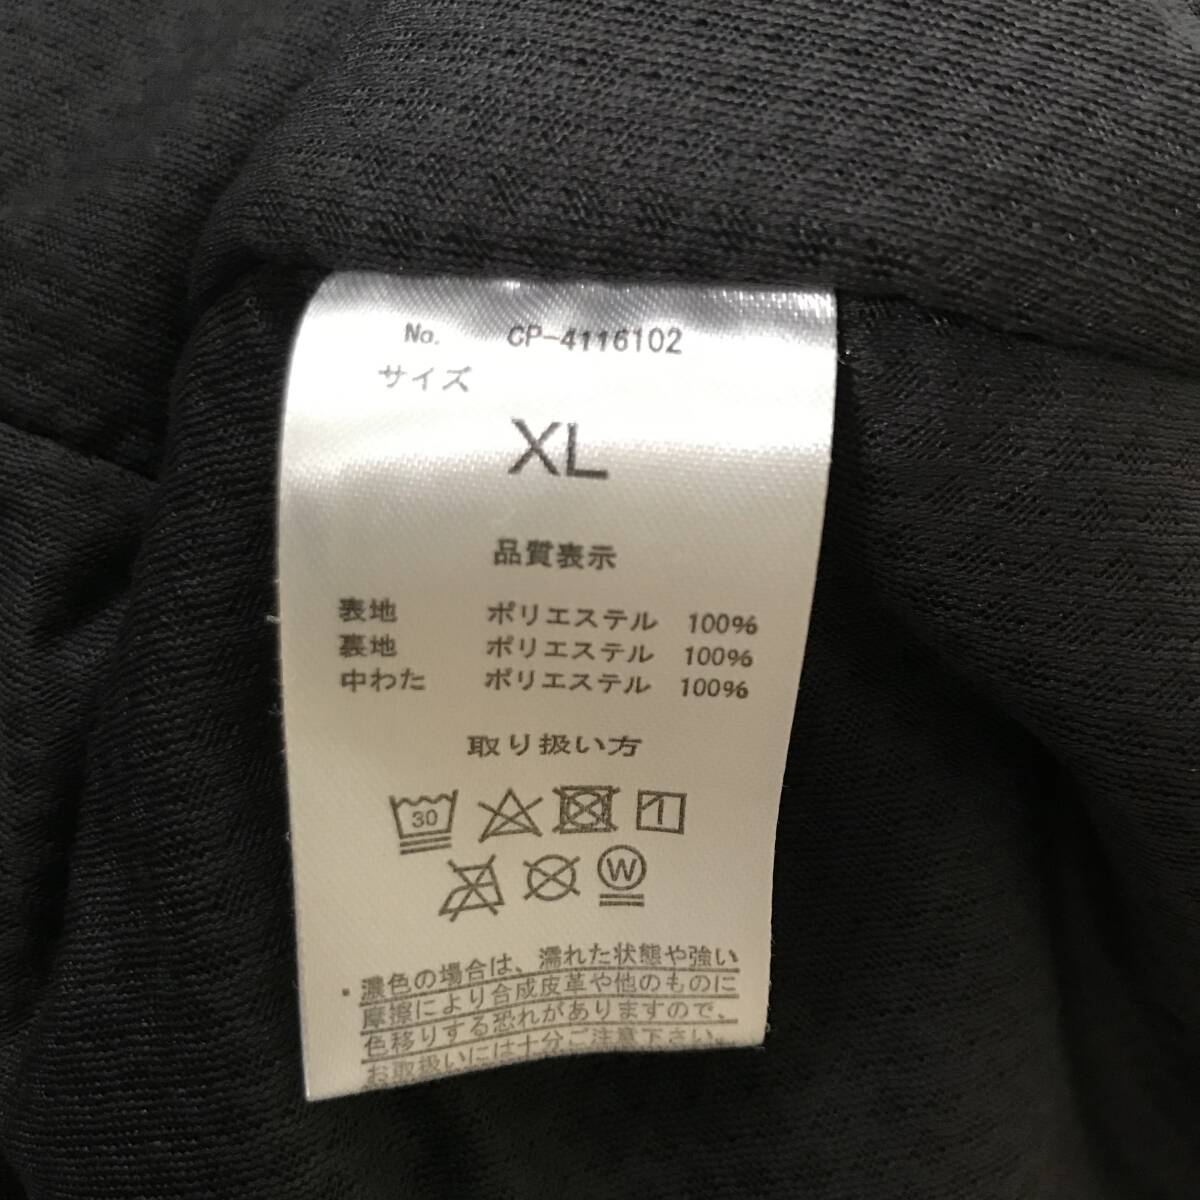 No. CP-4116102
サイズ
XL
品質表示
表地 ポリエステル 100%
裏地 ポリエステル 100%
中わた ポリエステル 100%
取り扱い方
30
W
・濃色の場合は、濡れた状態や強い
摩擦により合成皮革や他のものに
色移りする恐れがありますので、
お取扱いには十分ご注意下さい。